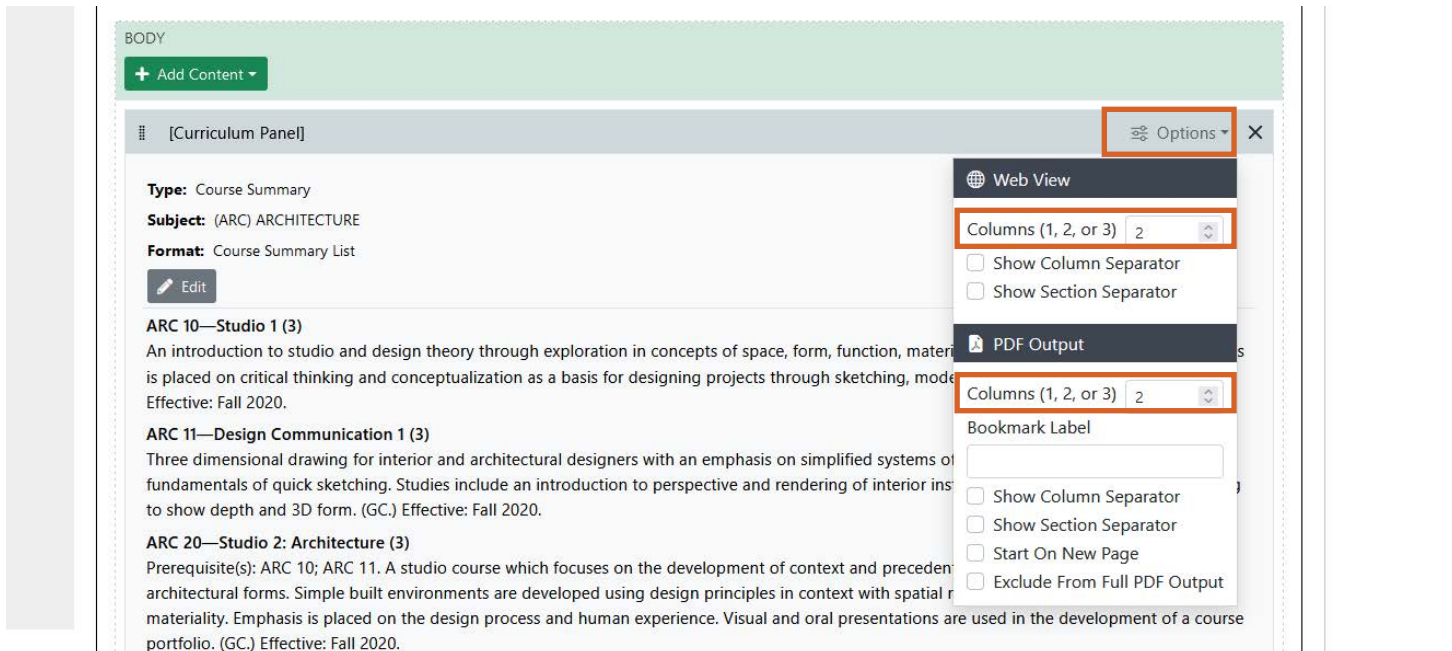 BODY
Add Content
[Curriculum Panel]
Options
Type: Course Summary
Subject: (ARC) ARCHITECTURE
Format: Course Summary List
Edit
ARC 10—Studio 1 (3)
An introduction to studio and design theory through exploration in concepts of space, form, function,
is placed on critical thinking and conceptualization as a basis for designing projects through sketching,
Effective: Fall 2020.
ARC 11—Design Communication 1 (3)
Three dimensional drawing for interior and architectural designers with an emphasis on simplified systems
fundamentals of quick sketching. Studies include an introduction to perspective and rendering of interior
to show depth and 3D form. (GC.) Effective: Fall 2020.
ARC 20—Studio 2: Architecture (3)
Prerequisite(s): ARC 10; ARC 11. A studio course which focuses on the development of context and
architectural forms. Simple built environments are developed using design principles in context with spatial
materiality. Emphasis is placed on the design process and human experience. Visual and oral presentations are used in the development of a course
portfolio. (GC.) Effective: Fall 2020.
Web View
Columns (1, 2, or 3) 2
Show Column Separator
Show Section Separator
PDF Output
Columns (1, 2, or 3) 2
Bookmark Label
Show Column Separator
Show Section Separator
Start On New Page
Exclude From Full PDF Output